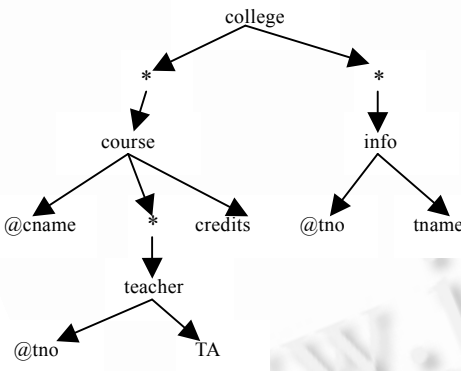 college
* *
course info
@cname * credits @tno tname
teacher
@tno TA